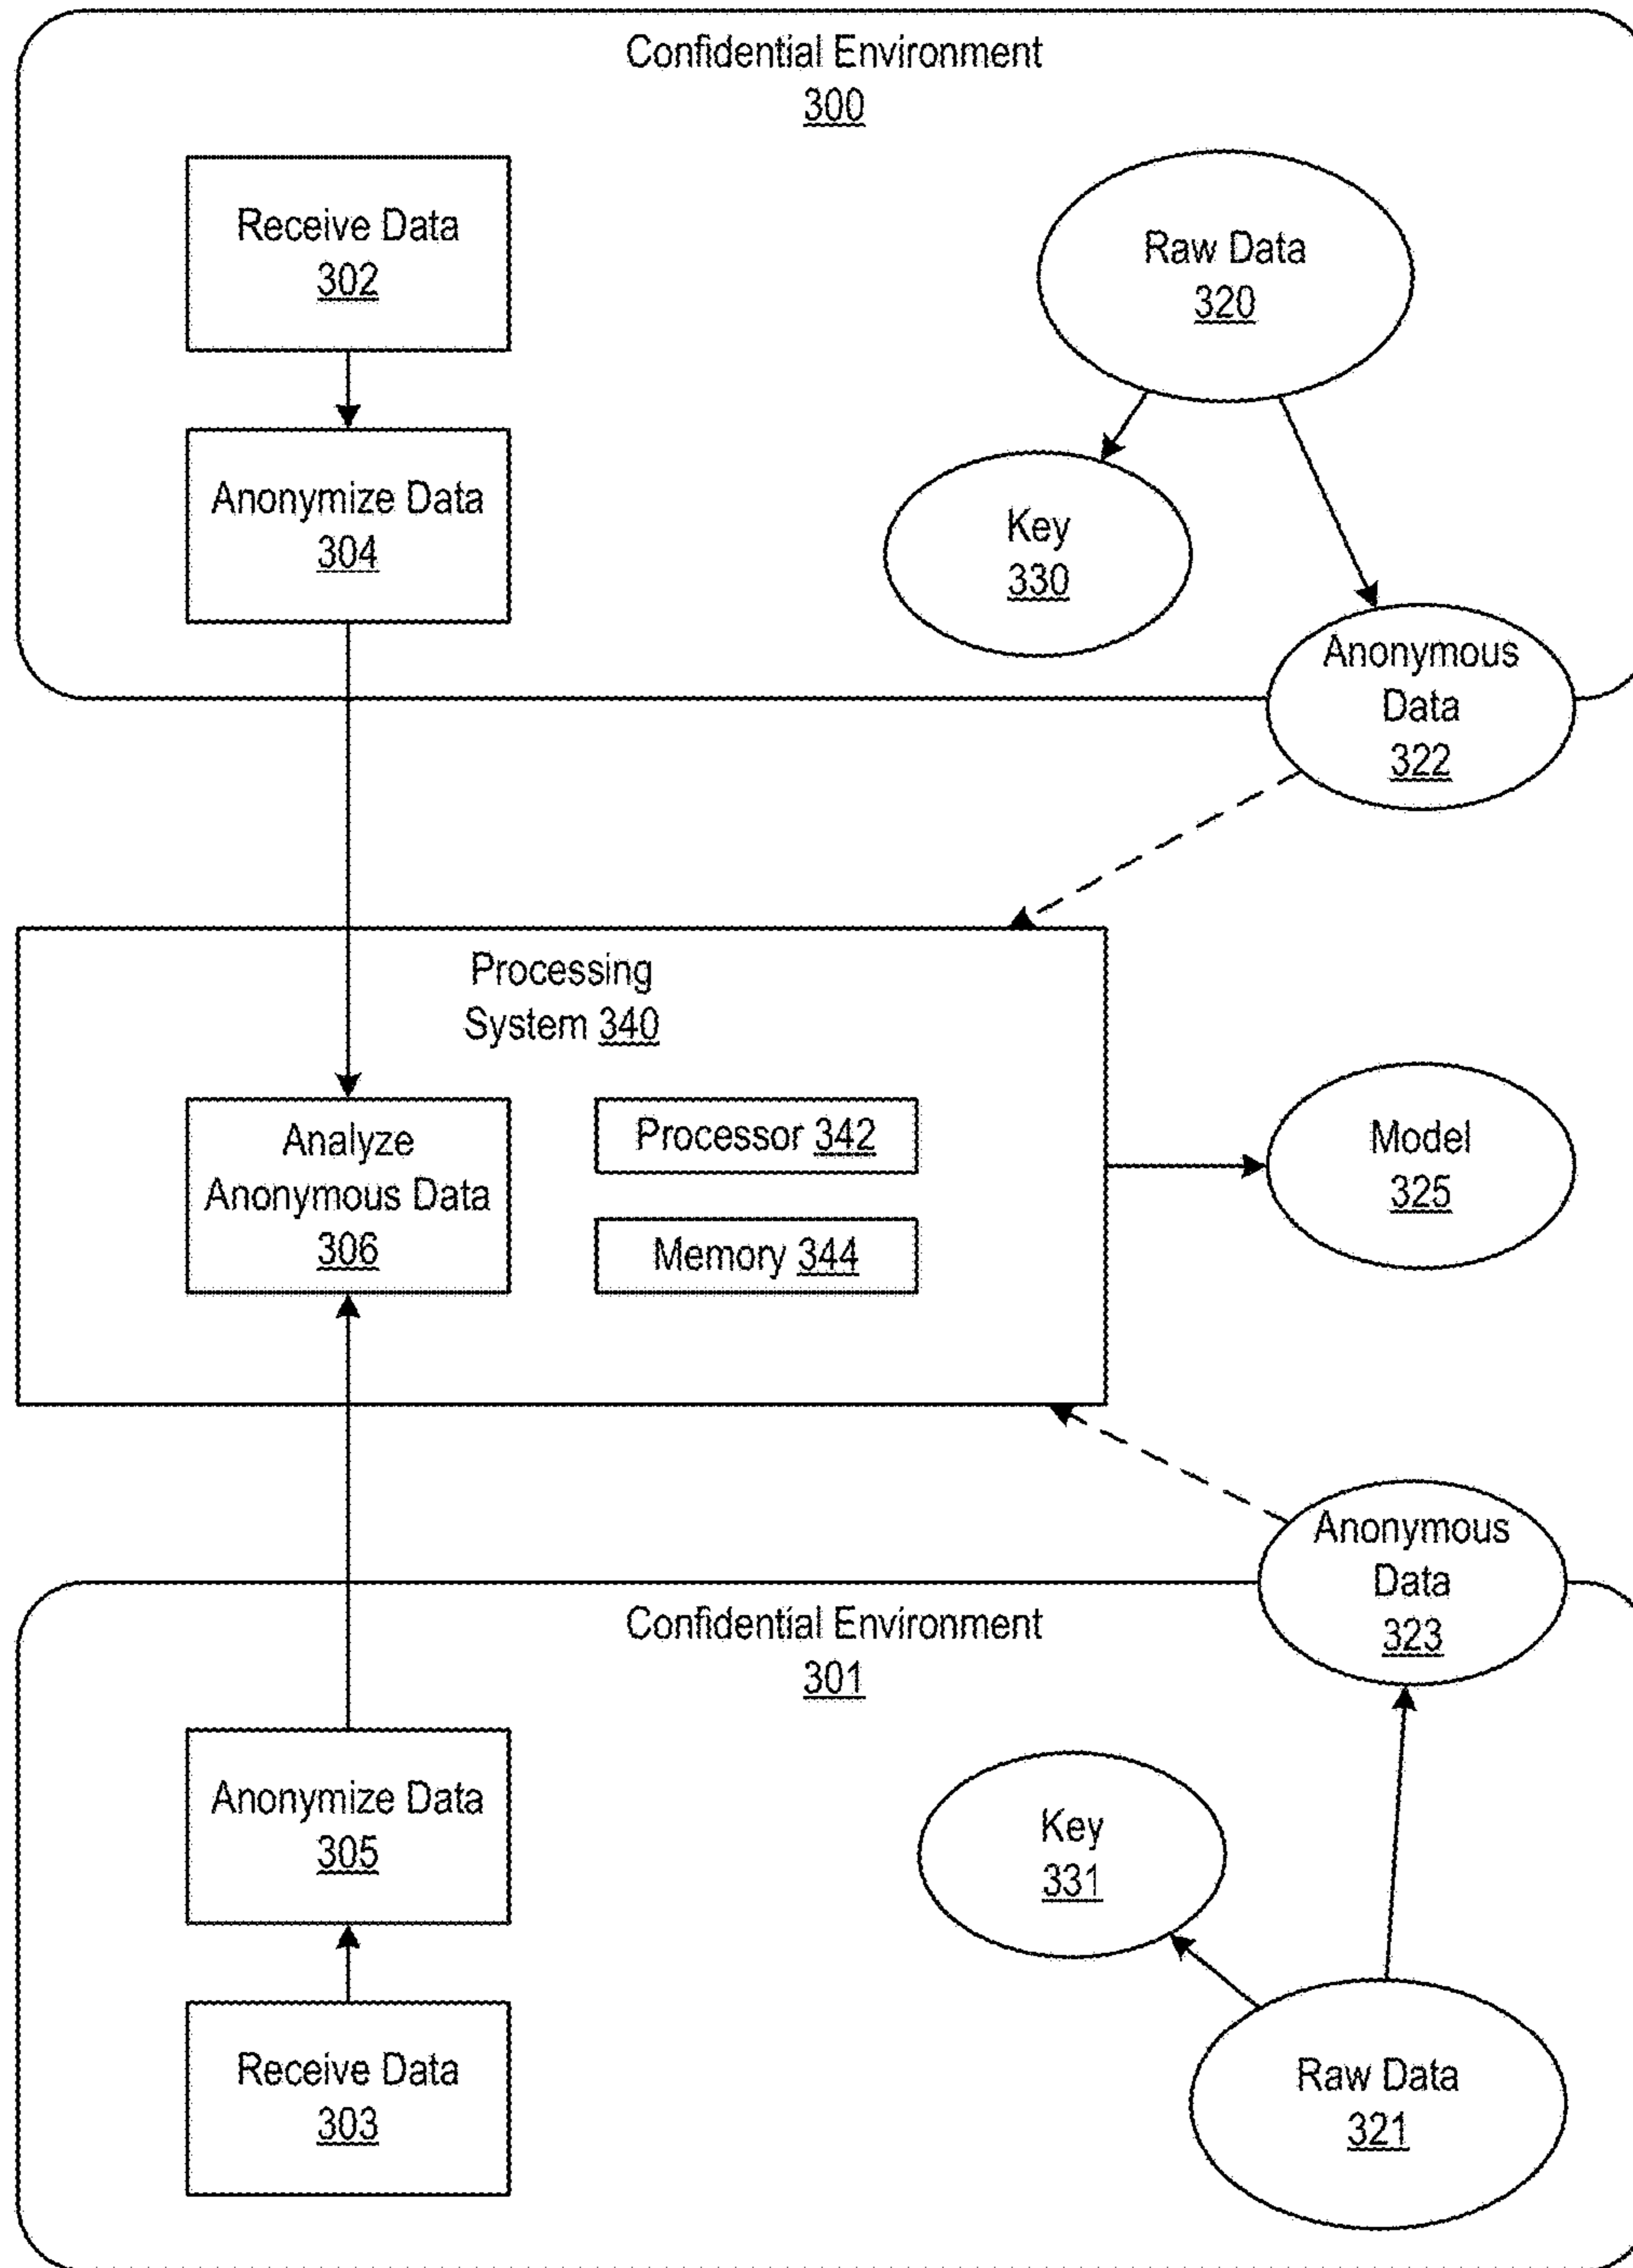 Confidential Environment
300
Receive Data
302
Raw Data
320
Anonymize Data
304
Key
330
Anonymous
Data
322
Processing
System 340
Analyze
Anonymous Data
306
Processor 342
Memory 344
Model
325
Anonymous
Data
323
Confidential Environment
301
Anonymize Data
305
Key
331
Receive Data
303
Raw Data
321